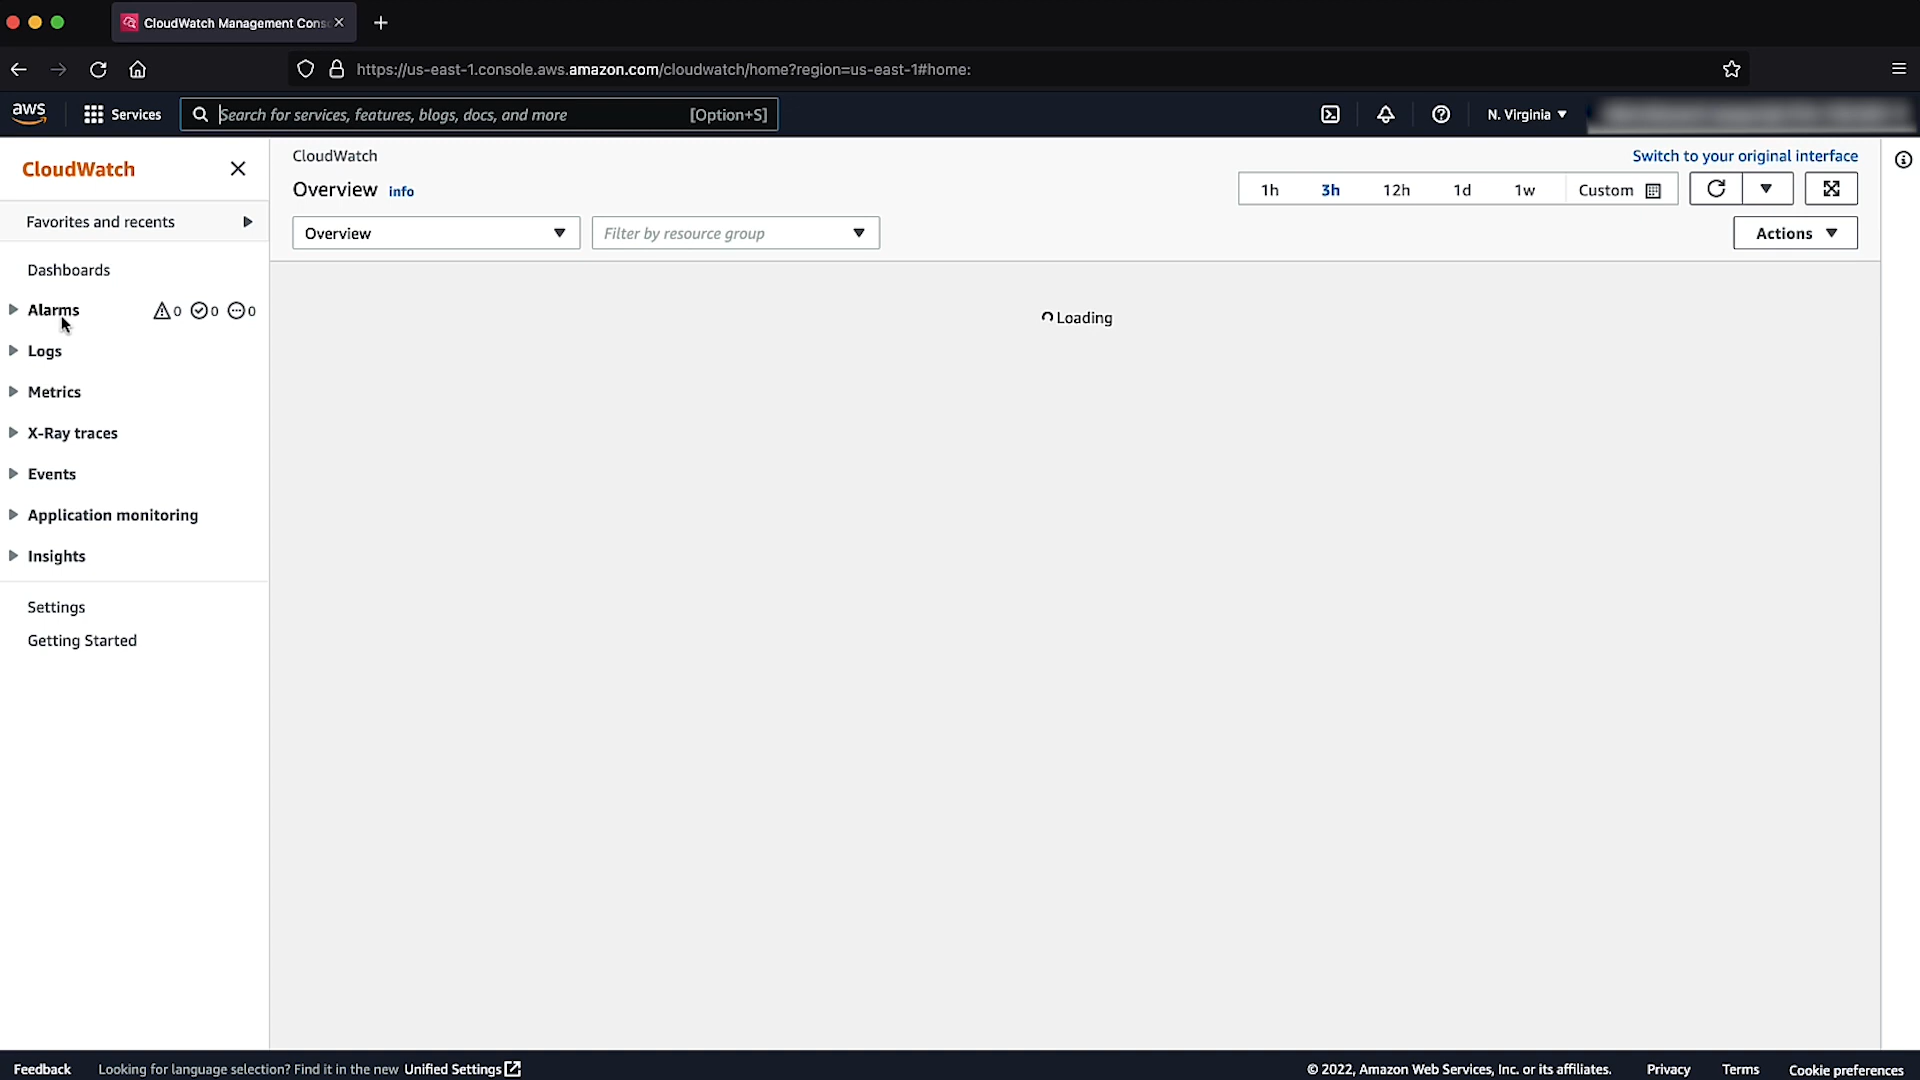 CloudWatch Management Cons
https://us-east-1.console.aws.amazon.com/cloudwatch/home?region=us-east-1#home:
aws Services Search for services, features, blogs, docs, and more [Option+S] N. Virginia
CloudWatch
Favorites and recents
Dashboards
Alarms 0 0 0
Logs
Metrics
X-Ray traces
Events
Application monitoring
Insights
Settings
Getting Started
CloudWatch
Switch to your original interface
Overview info
1h 3h 12h 1d 1w Custom
Overview Filter by resource group Actions
Loading
Feedback Looking for language selection? Find it in the new Unified Settings © 2022, Amazon Web Services, Inc. or its affiliates. Privacy Terms Cookie preferences